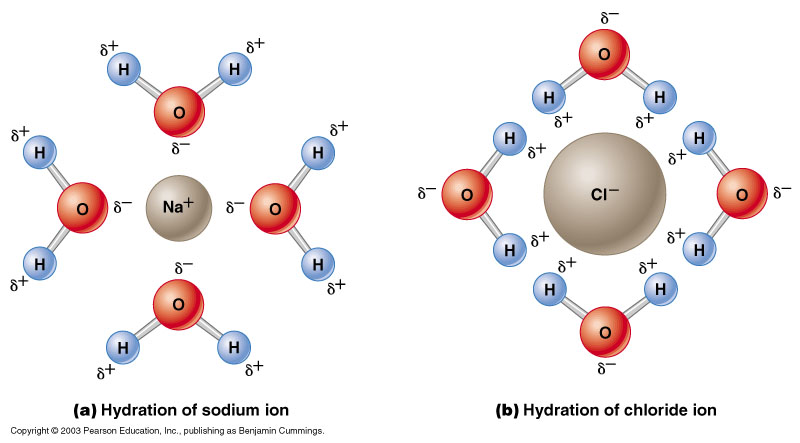 δ+ δ+
H H
O
δ−
δ+
H
O
δ−
H
δ+
Na+
δ+
H
δ−
O
H
δ+
δ−
O
H H
δ+ δ+
(a) Hydration of sodium ion
δ−
O
H H
δ+ δ+
H
δ+
δ−
O
H
δ+
Cl−
H
δ+
O
δ−
δ+
H
δ+ δ+
H H
O
δ−
(b) Hydration of chloride ion
Copyright © 2003 Pearson Education, Inc., publishing as Benjamin Cummings.